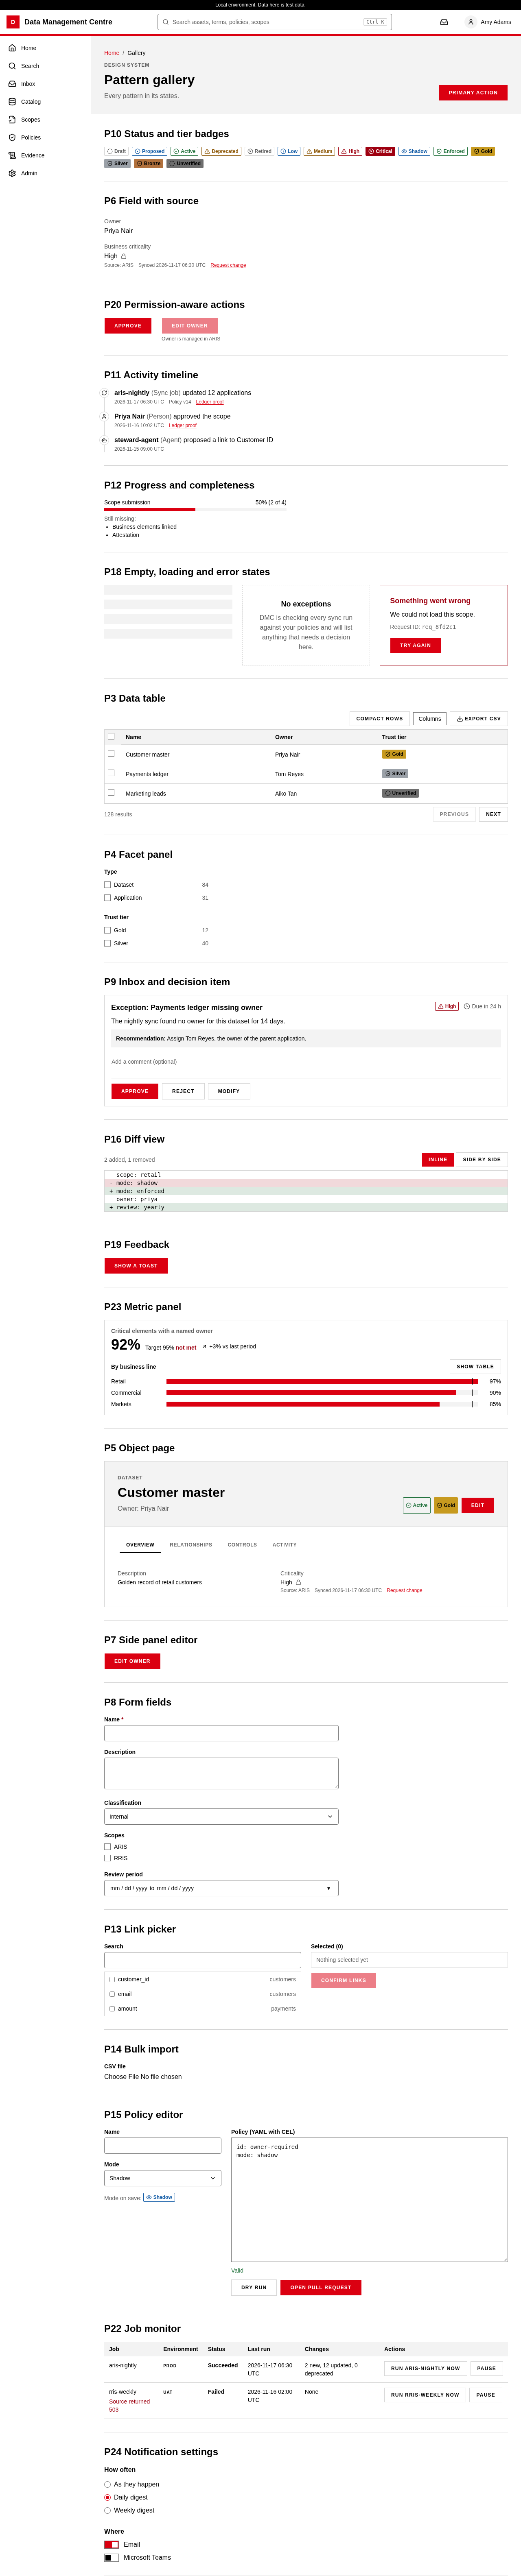 Local environment. Data here is test data.
D Data Management Centre Search assets, terms, policies, scopes Ctrl K Amy Adams
Home
Search
Inbox
Catalog
Scopes
Policies
Evidence
Admin
Home / Gallery
DESIGN SYSTEM
Pattern gallery
Every pattern in its states.
PRIMARY ACTION
P10 Status and tier badges
Draft Proposed Active Deprecated Retired Low Medium High Critical Shadow Enforced Gold
Silver Bronze Unverified
P6 Field with source
Owner
Priya Nair
Business criticality
High
Source: ARIS Synced 2026-11-17 06:30 UTC Request change
P20 Permission-aware actions
APPROVE EDIT OWNER
Owner is managed in ARIS
P11 Activity timeline
aris-nightly (Sync job) updated 12 applications
2026-11-17 06:30 UTC Policy v14 Ledger proof
Priya Nair (Person) approved the scope
2026-11-16 10:02 UTC Ledger proof
steward-agent (Agent) proposed a link to Customer ID
2026-11-15 09:00 UTC
P12 Progress and completeness
Scope submission 50% (2 of 4)
Still missing:
Business elements linked
Attestation
P18 Empty, loading and error states
No exceptions
DMC is checking every sync run
against your policies and will list
anything that needs a decision
here.
Something went wrong
We could not load this scope.
Request ID: req_8fd2c1
TRY AGAIN
P3 Data table
COMPACT ROWS Columns EXPORT CSV
Name Owner Trust tier
Customer master Priya Nair Gold
Payments ledger Tom Reyes Silver
Marketing leads Aiko Tan Unverified
128 results PREVIOUS NEXT
P4 Facet panel
Type
Dataset 84
Application 31
Trust tier
Gold 12
Silver 40
P9 Inbox and decision item
Exception: Payments ledger missing owner High Due in 24 h
The nightly sync found no owner for this dataset for 14 days.
Recommendation: Assign Tom Reyes, the owner of the parent application.
Add a comment (optional)
APPROVE REJECT MODIFY
P16 Diff view
2 added, 1 removed INLINE SIDE BY SIDE
scope: retail
- mode: shadow
+ mode: enforced
owner: priya
+ review: yearly
P19 Feedback
SHOW A TOAST
P23 Metric panel
Critical elements with a named owner
92% Target 95% not met +3% vs last period
By business line SHOW TABLE
Retail 97%
Commercial 90%
Markets 85%
P5 Object page
DATASET
Customer master
Owner: Priya Nair
Active Gold EDIT
OVERVIEW RELATIONSHIPS CONTROLS ACTIVITY
Description Criticality
Golden record of retail customers High
Source: ARIS Synced 2026-11-17 06:30 UTC Request change
P7 Side panel editor
EDIT OWNER
P8 Form fields
Name *
Description
Classification
Internal
Scopes
ARIS
RRIS
Review period
mm / dd / yyyy to mm / dd / yyyy
P13 Link picker
Search Selected (0)
Nothing selected yet
customer_id customers
CONFIRM LINKS
email customers
amount payments
P14 Bulk import
CSV file
Choose File No file chosen
P15 Policy editor
Name Policy (YAML with CEL)
id: owner-required
mode: shadow
Mode
Shadow
Mode on save: Shadow
Valid
DRY RUN OPEN PULL REQUEST
P22 Job monitor
Job Environment Status Last run Changes Actions
aris-nightly PROD Succeeded 2026-11-17 06:30 UTC 2 new, 12 updated, 0 deprecated RUN ARIS-NIGHTLY NOW PAUSE
rris-weekly UAT Failed 2026-11-16 02:00 UTC None RUN RRIS-WEEKLY NOW PAUSE
Source returned
503
P24 Notification settings
How often
As they happen
Daily digest
Weekly digest
Where
Email
Microsoft Teams